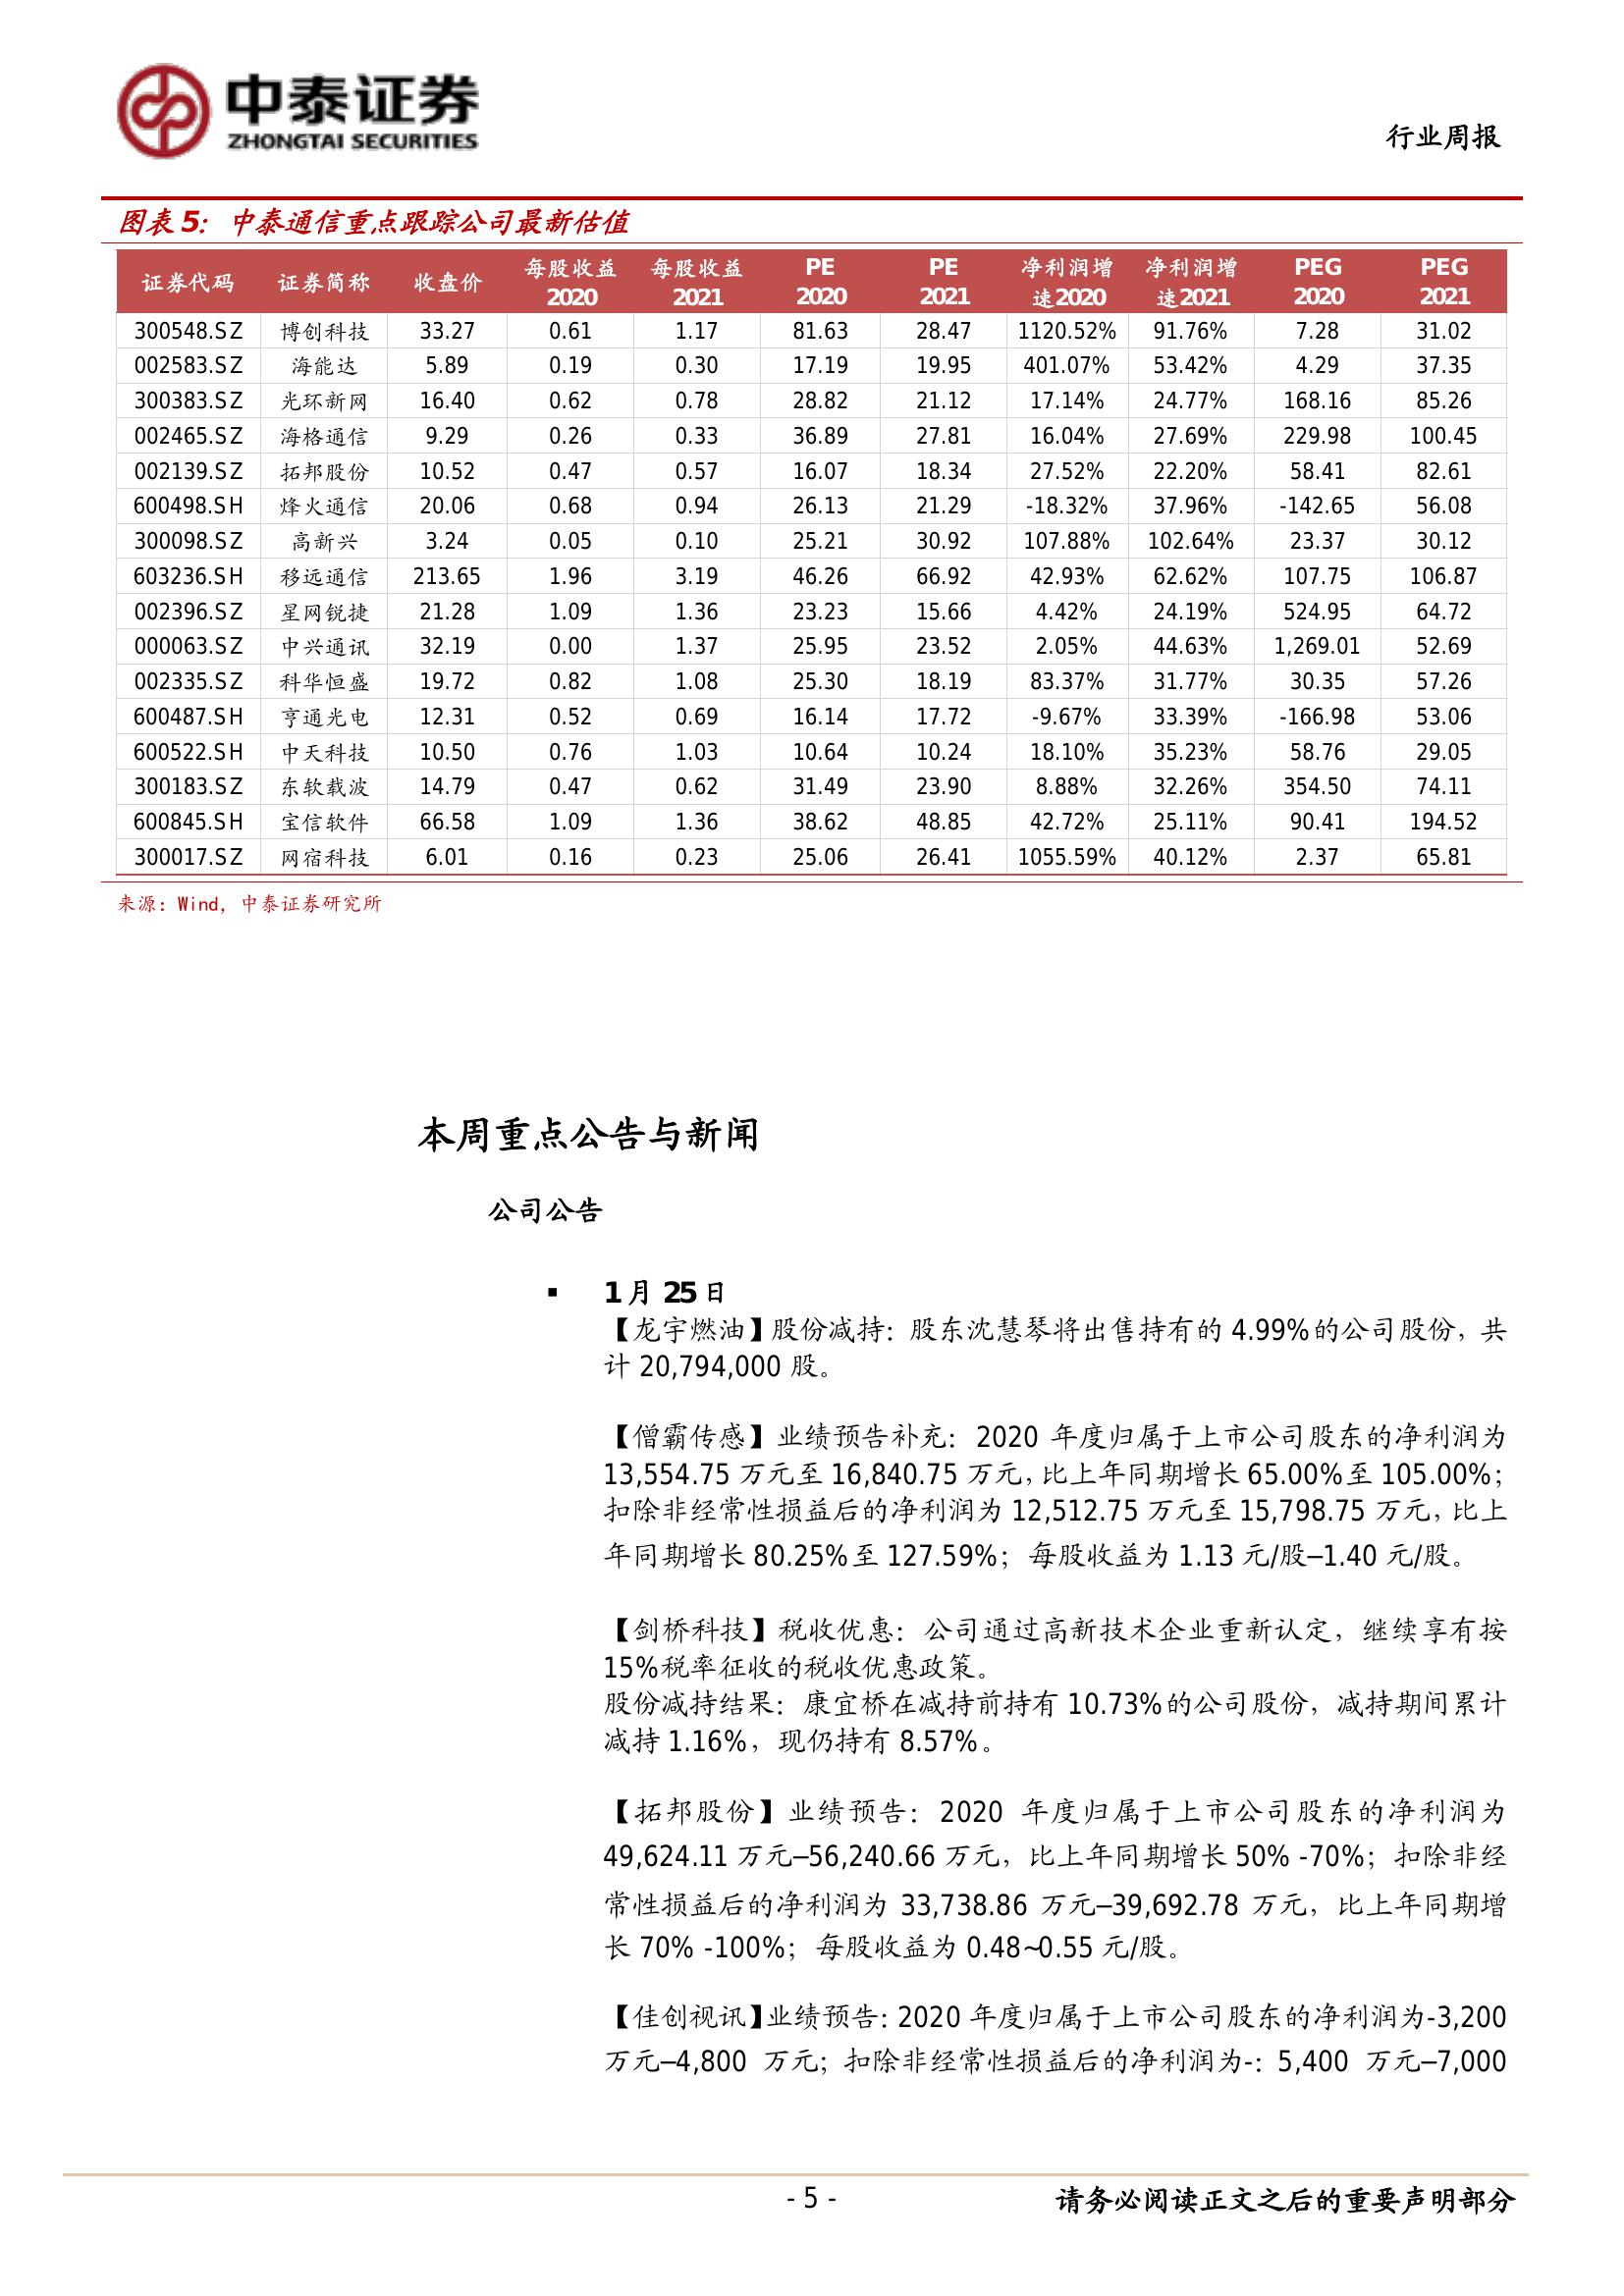 中泰证券
ZHONGTAI SECURITIES
行业周报
图表 5：中泰通信重点跟踪公司最新估值
证券代码 证券简称 收盘价 每股收益2020 每股收益2021 PE 2020 PE 2021 净利润增速2020 净利润增速2021 PEG 2020 PEG 2021
300548.SZ 博创科技 33.27 0.61 1.17 81.63 28.47 1120.52% 91.76% 7.28 31.02
002583.SZ 海能达 5.89 0.19 0.30 17.19 19.95 401.07% 53.42% 4.29 37.35
300383.SZ 光环新网 16.40 0.62 0.78 28.82 21.12 17.14% 24.77% 168.16 85.26
002465.SZ 海格通信 9.29 0.26 0.33 36.89 27.81 16.04% 27.69% 229.98 100.45
002139.SZ 拓邦股份 10.52 0.47 0.57 16.07 18.34 27.52% 22.20% 58.41 82.61
600498.SH 烽火通信 20.06 0.68 0.94 26.13 21.29 -18.32% 37.96% -142.65 56.08
300098.SZ 高新兴 3.24 0.05 0.10 25.21 30.92 107.88% 102.64% 23.37 30.12
603236.SH 移远通信 213.65 1.96 3.19 46.26 66.92 42.93% 62.62% 107.75 106.87
002396.SZ 星网锐捷 21.28 1.09 1.36 23.23 15.66 4.42% 24.19% 524.95 64.72
000063.SZ 中兴通讯 32.19 0.00 1.37 25.95 23.52 2.05% 44.63% 1,269.01 52.69
002335.SZ 科华恒盛 19.72 0.82 1.08 25.30 18.19 83.37% 31.77% 30.35 57.26
600487.SH 亨通光电 12.31 0.52 0.69 16.14 17.72 -9.67% 33.39% -166.98 53.06
600522.SH 中天科技 10.50 0.76 1.03 10.64 10.24 18.10% 35.23% 58.76 29.05
300183.SZ 东软载波 14.79 0.47 0.62 31.49 23.90 8.88% 32.26% 354.50 74.11
600845.SH 宝信软件 66.58 1.09 1.36 38.62 48.85 42.72% 25.11% 90.41 194.52
300017.SZ 网宿科技 6.01 0.16 0.23 25.06 26.41 1055.59% 40.12% 2.37 65.81
来源：Wind，中泰证券研究所
本周重点公告与新闻
公司公告
▪ 1 月 25 日
【龙宇燃油】股份减持：股东沈慧琴将出售持有的 4.99%的公司股份，共
计 20,794,000 股。
【僧霸传感】业绩预告补充：2020 年度归属于上市公司股东的净利润为
13,554.75 万元至 16,840.75 万元，比上年同期增长 65.00%至 105.00%；
扣除非经常性损益后的净利润为 12,512.75 万元至 15,798.75 万元，比上
年同期增长 80.25%至 127.59%；每股收益为 1.13 元/股—1.40 元/股。
【剑桥科技】税收优惠：公司通过高新技术企业重新认定，继续享有按
15%税率征收的税收优惠政策。
股份减持结果：康宜桥在减持前持有 10.73%的公司股份，减持期间累计
减持 1.16%，现仍持有 8.57%。
【拓邦股份】业绩预告：2020 年度归属于上市公司股东的净利润为
49,624.11 万元—56,240.66 万元，比上年同期增长 50% -70%；扣除非经
常性损益后的净利润为 33,738.86 万元—39,692.78 万元，比上年同期增
长 70% -100%；每股收益为 0.48~0.55 元/股。
【佳创视讯】业绩预告：2020 年度归属于上市公司股东的净利润为-3,200
万元—4,800 万元；扣除非经常性损益后的净利润为-：5,400 万元—7,000
- 5 -
请务必阅读正文之后的重要声明部分